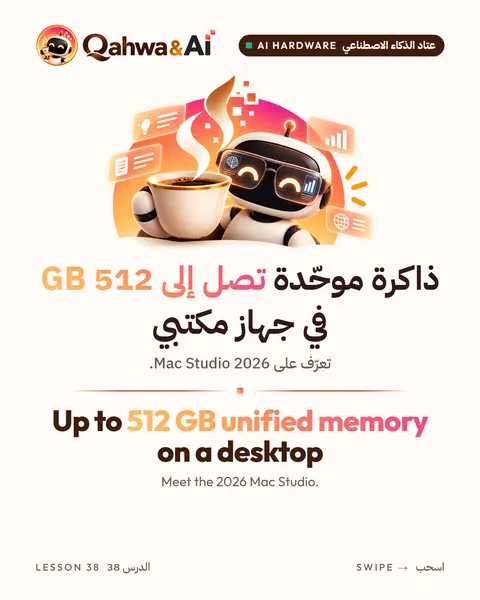 Qahwa&Ai
AI HARDWARE عتاد الذكاء الاصطناعي
ذاكرة موحّدة تصل إلى 512 GB
في جهاز مكتبي
تعرّف على Mac Studio 2026.
Up to 512 GB unified memory
on a desktop
Meet the 2026 Mac Studio.
LESSON 38 الدرس 38
SWIPE → اسحب